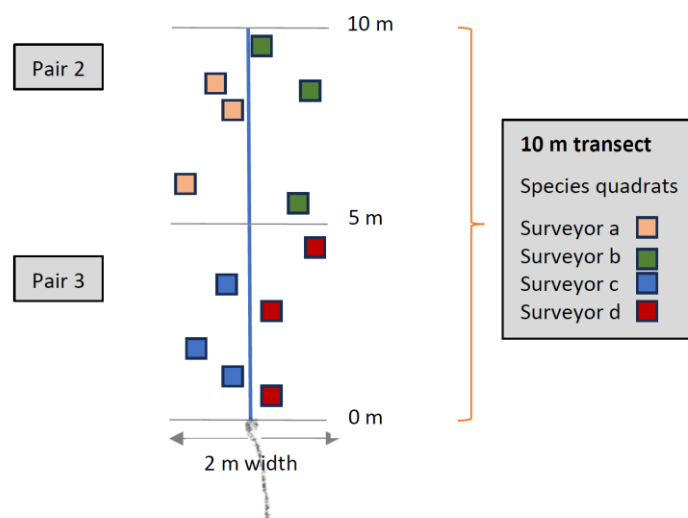 10 m
Pair 2
10 m transect
Species quadrats
Surveyor a
Surveyor b
Surveyor c
Surveyor d
5 m
Pair 3
0 m
2 m width